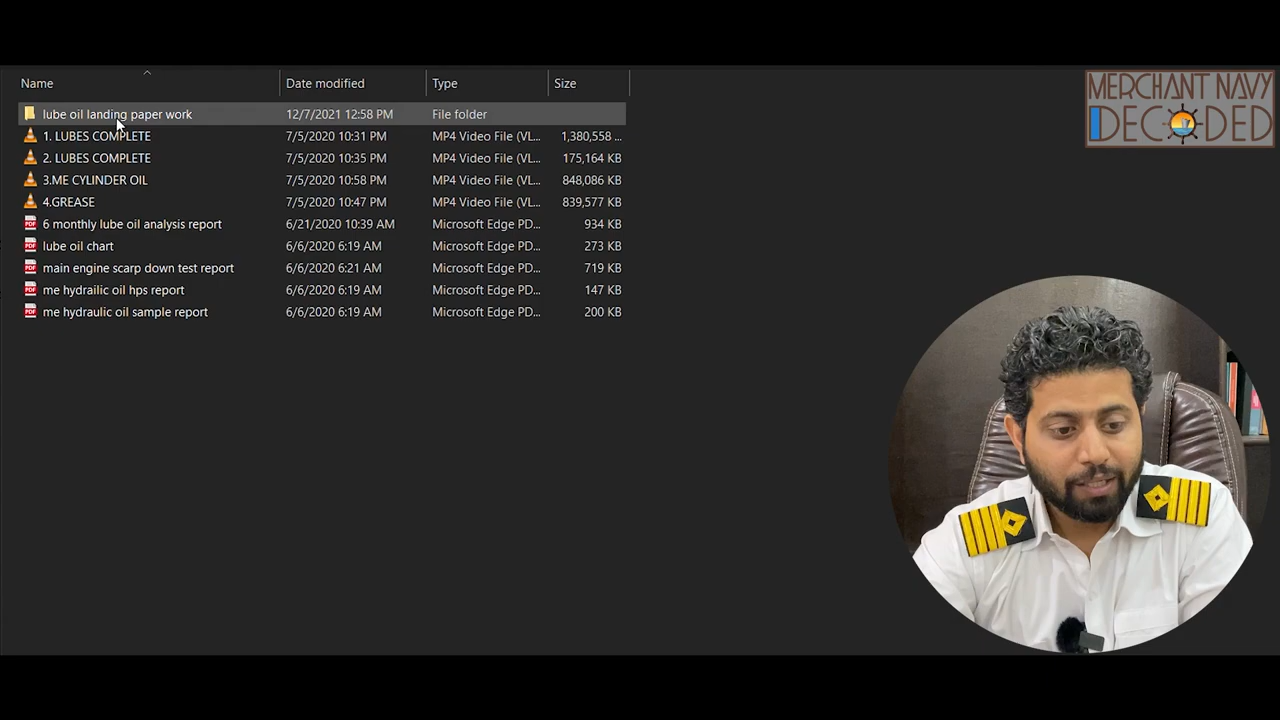 Name Date modified Type Size
lube oil landing paper work 12/7/2021 12:58 PM File folder
1. LUBES COMPLETE 7/5/2020 10:31 PM MP4 Video File (VL... 1,380,558 ...
2. LUBES COMPLETE 7/5/2020 10:35 PM MP4 Video File (VL... 175,164 KB
3.ME CYLINDER OIL 7/5/2020 10:58 PM MP4 Video File (VL... 848,086 KB
4.GREASE 7/5/2020 10:47 PM MP4 Video File (VL... 839,577 KB
6 monthly lube oil analysis report 6/21/2020 10:39 AM Microsoft Edge PD... 934 KB
lube oil chart 6/6/2020 6:19 AM Microsoft Edge PD... 273 KB
main engine scarp down test report 6/6/2020 6:21 AM Microsoft Edge PD... 719 KB
me hydrailic oil hps report 6/6/2020 6:19 AM Microsoft Edge PD... 147 KB
me hydraulic oil sample report 6/6/2020 6:19 AM Microsoft Edge PD... 200 KB
MERCHANT NAVY
DECODED